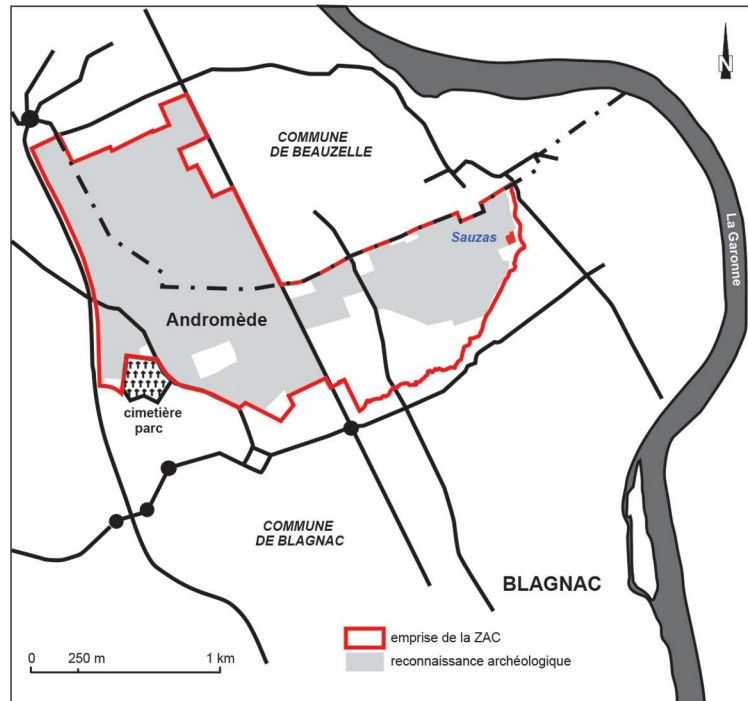 N
COMMUNE
DE BEAUZELLE
La Garonne
Sauzas
Andromède
cimetière
parc
COMMUNE
DE BLAGNAC
BLAGNAC
emprise de la ZAC
reconnaissance archéologique
0 250 m 1 km